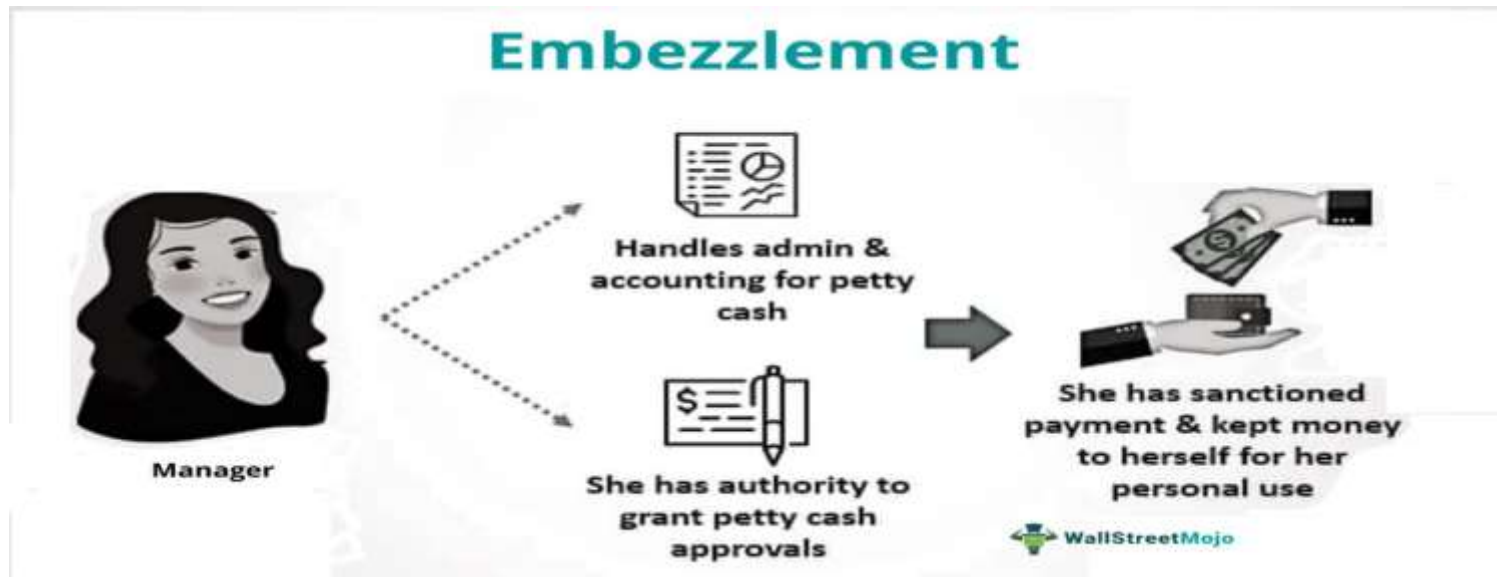 Embezzlement
Manager
Handles admin &
accounting for petty
cash
$
She has authority to
grant petty cash
approvals
$
She has sanctioned
payment & kept money
to herself for her
personal use
WallStreetMojo